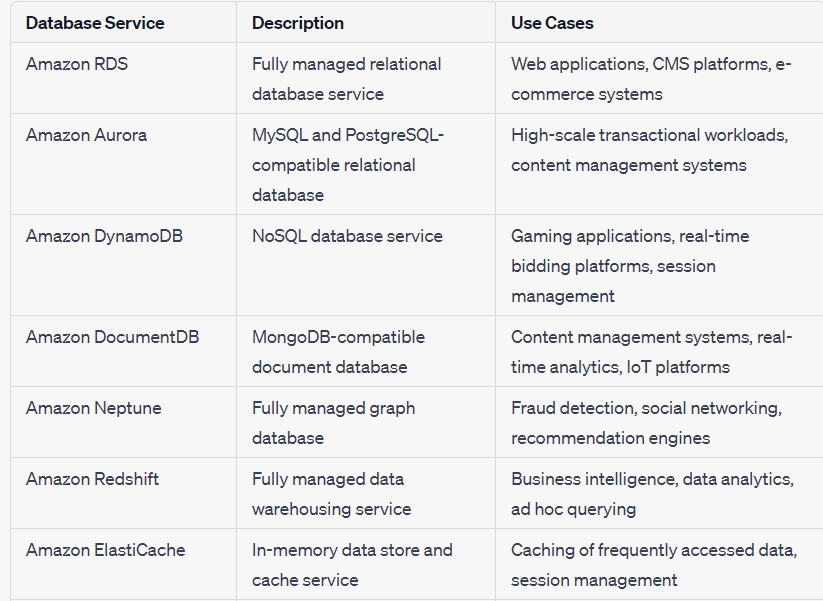 Database Service Description Use Cases
Amazon RDS Fully managed relational Web applications, CMS platforms, e-
database service commerce systems
Amazon Aurora MySQL and PostgreSQL- High-scale transactional workloads,
compatible relational content management systems
database
Amazon DynamoDB NoSQL database service Gaming applications, real-time
bidding platforms, session
management
Amazon DocumentDB MongoDB-compatible Content management systems, real-
document database time analytics, IoT platforms
Amazon Neptune Fully managed graph Fraud detection, social networking,
database recommendation engines
Amazon Redshift Fully managed data Business intelligence, data analytics,
warehousing service ad hoc querying
Amazon ElastiCache In-memory data store and Caching of frequently accessed data,
cache service session management